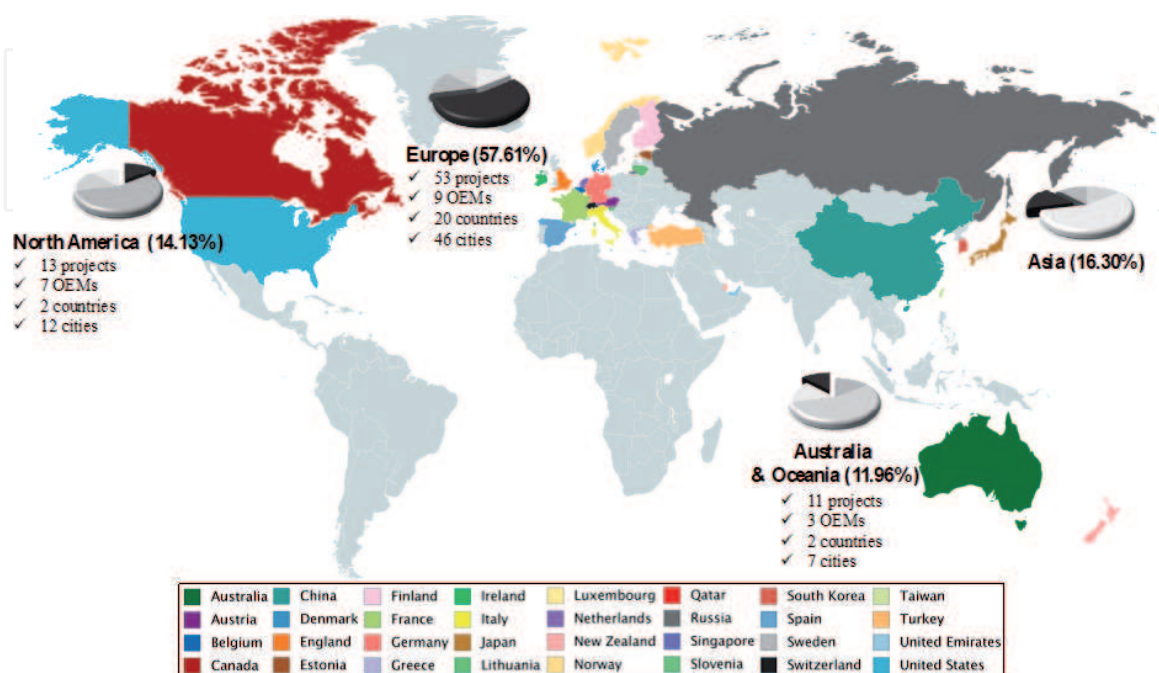 Europe (57.61%)
✓ 53 projects
✓ 9 OEMs
✓ 20 countries
✓ 46 cities
North America (14.13%)
✓ 13 projects
✓ 7 OEMs
✓ 2 countries
✓ 12 cities
Asia (16.30%)
Australia
& Oceania (11.96%)
✓ 11 projects
✓ 3 OEMs
✓ 2 countries
✓ 7 cities
Australia China Finland Ireland Luxembourg Qatar South Korea Taiwan
Austria Denmark France Italy Netherlands Russia Spain Turkey
Belgium England Germany Japan New Zealand Singapore Sweden United Emirates
Canada Estonia Greece Lithuania Norway Slovenia Switzerland United States